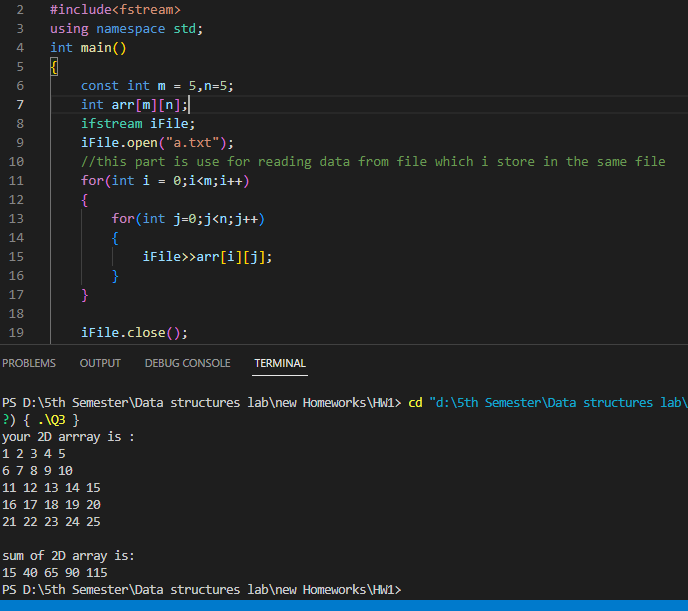 2 #include<fstream>
3 using namespace std;
4 int main()
5 {
6 const int m = 5,n=5;
7 int arr[m][n];
8 ifstream iFile;
9 iFile.open("a.txt");
10 //this part is use for reading data from file which i store in the same file
11 for(int i = 0;i<m;i++)
12 {
13 for(int j=0;j<n;j++)
14 {
15 iFile>>arr[i][j];
16 }
17 }
18
19 iFile.close();
PROBLEMS OUTPUT DEBUG CONSOLE TERMINAL
PS D:\5th Semester\Data structures lab\new Homeworks\HW1> cd "d:\5th Semester\Data structures lab\
?) { .\Q3 }
your 2D arrray is :
1 2 3 4 5
6 7 8 9 10
11 12 13 14 15
16 17 18 19 20
21 22 23 24 25
sum of 2D array is:
15 40 65 90 115
PS D:\5th Semester\Data structures lab\new Homeworks\HW1>